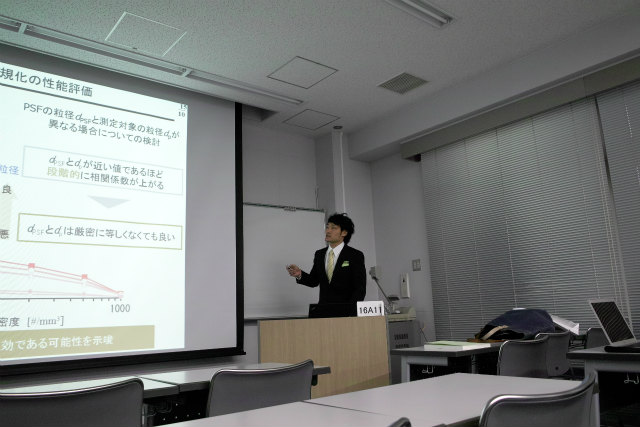 規化の性能評価
15
19
PSFの粒径dPSFと測定対象の粒径dpが
異なる場合についての検討
粒径
良
悪
dPSFとdpが近い値であるほど
段階的に相関係数が上がる
dPSFとdpは厳密に等しくなくても良い
1000
密度 [#/mm³]
効である可能性を示唆
16A11